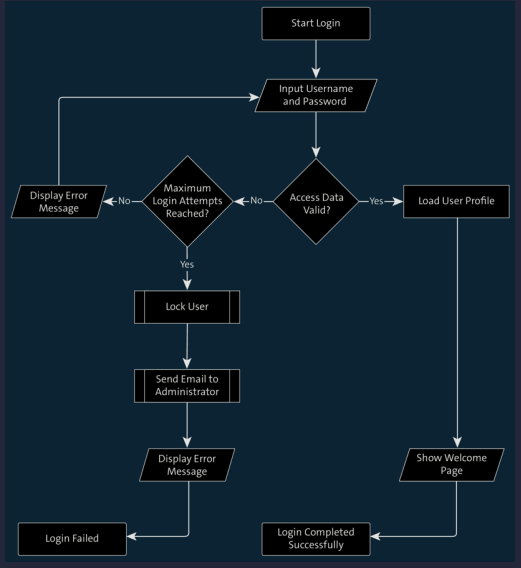 Start Login
Input Username
and Password
Maximum
Login Attempts
Reached?
Access Data
Valid?
Display Error
Message
No
No
Yes
Load User Profile
Yes
Lock User
Send Email to
Administrator
Display Error
Message
Show Welcome
Page
Login Failed
Login Completed
Successfully